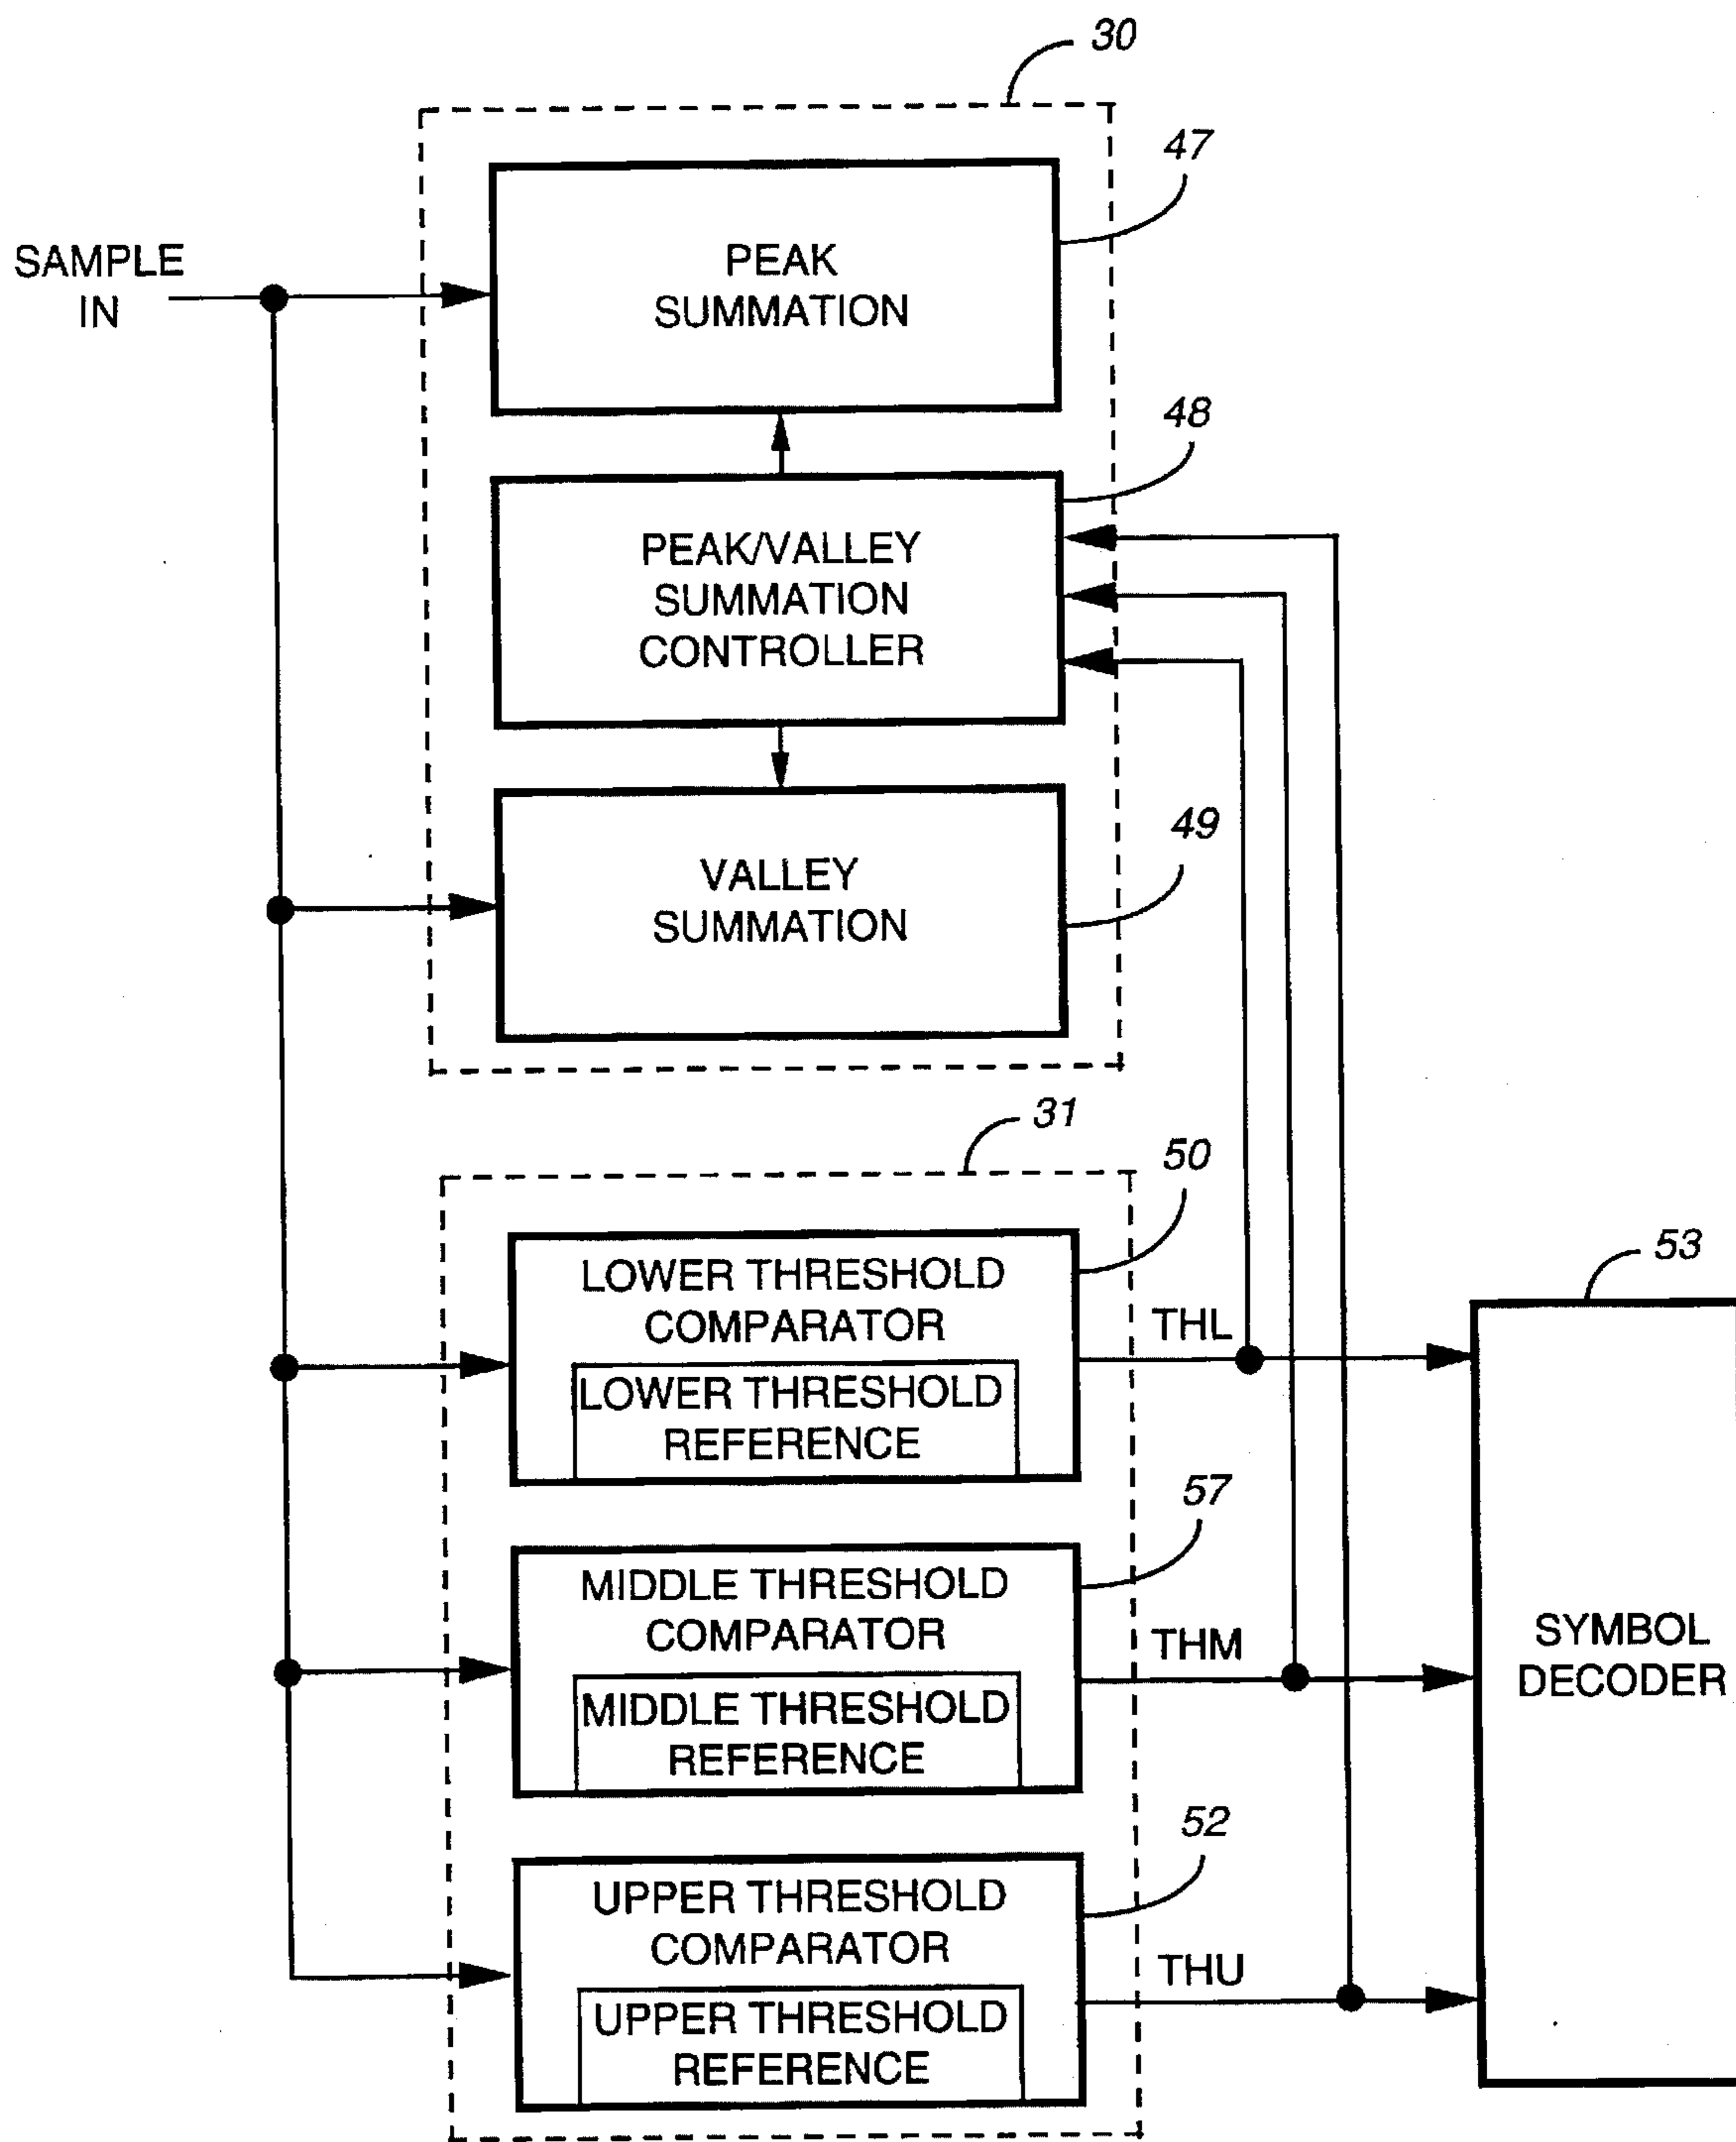 30
47
SAMPLE
IN
PEAK
SUMMATION
48
PEAK/VALLEY
SUMMATION
CONTROLLER
49
VALLEY
SUMMATION
31
50
53
LOWER THRESHOLD
COMPARATOR
THL
LOWER THRESHOLD
REFERENCE
57
MIDDLE THRESHOLD
COMPARATOR
THM
MIDDLE THRESHOLD
REFERENCE
SYMBOL
DECODER
52
UPPER THRESHOLD
COMPARATOR
THU
UPPER THRESHOLD
REFERENCE